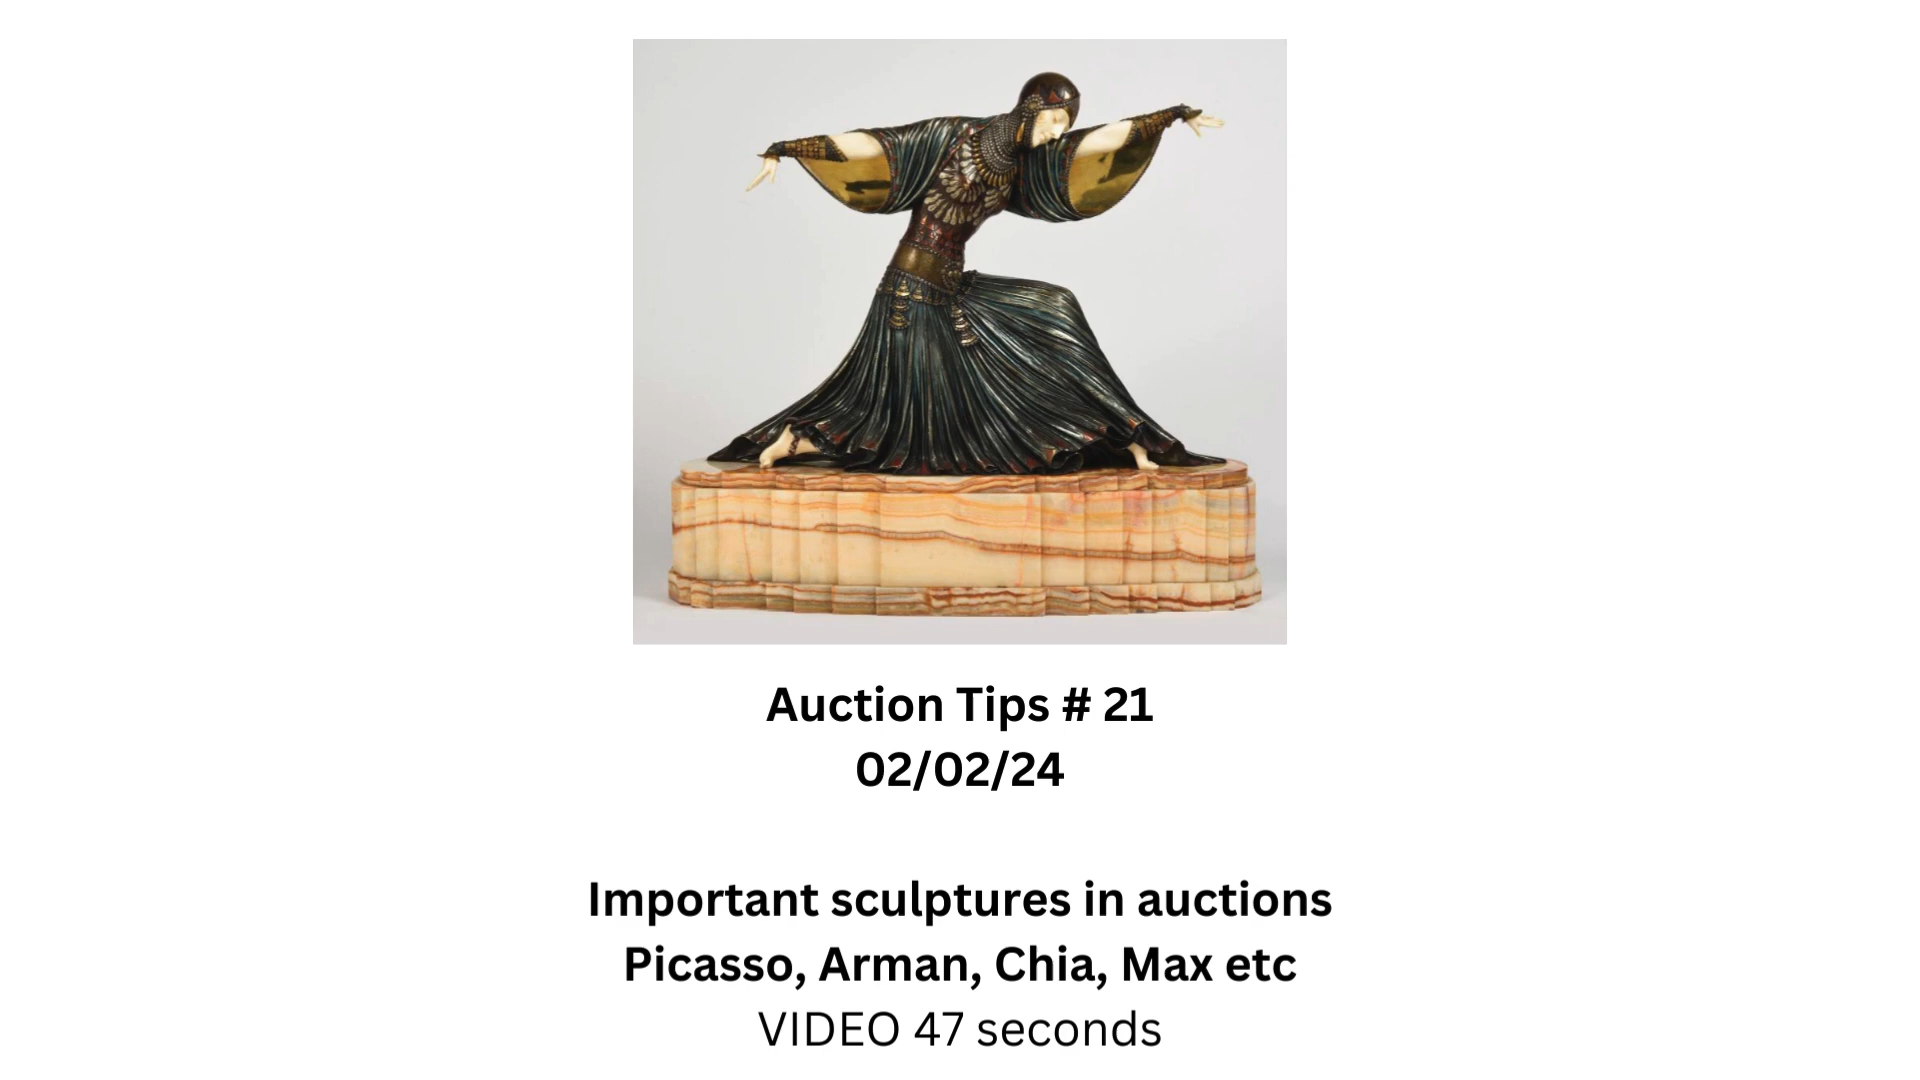 Auction Tips # 21
02/02/24
Important sculptures in auctions
Picasso, Arman, Chia, Max etc
VIDEO 47 seconds